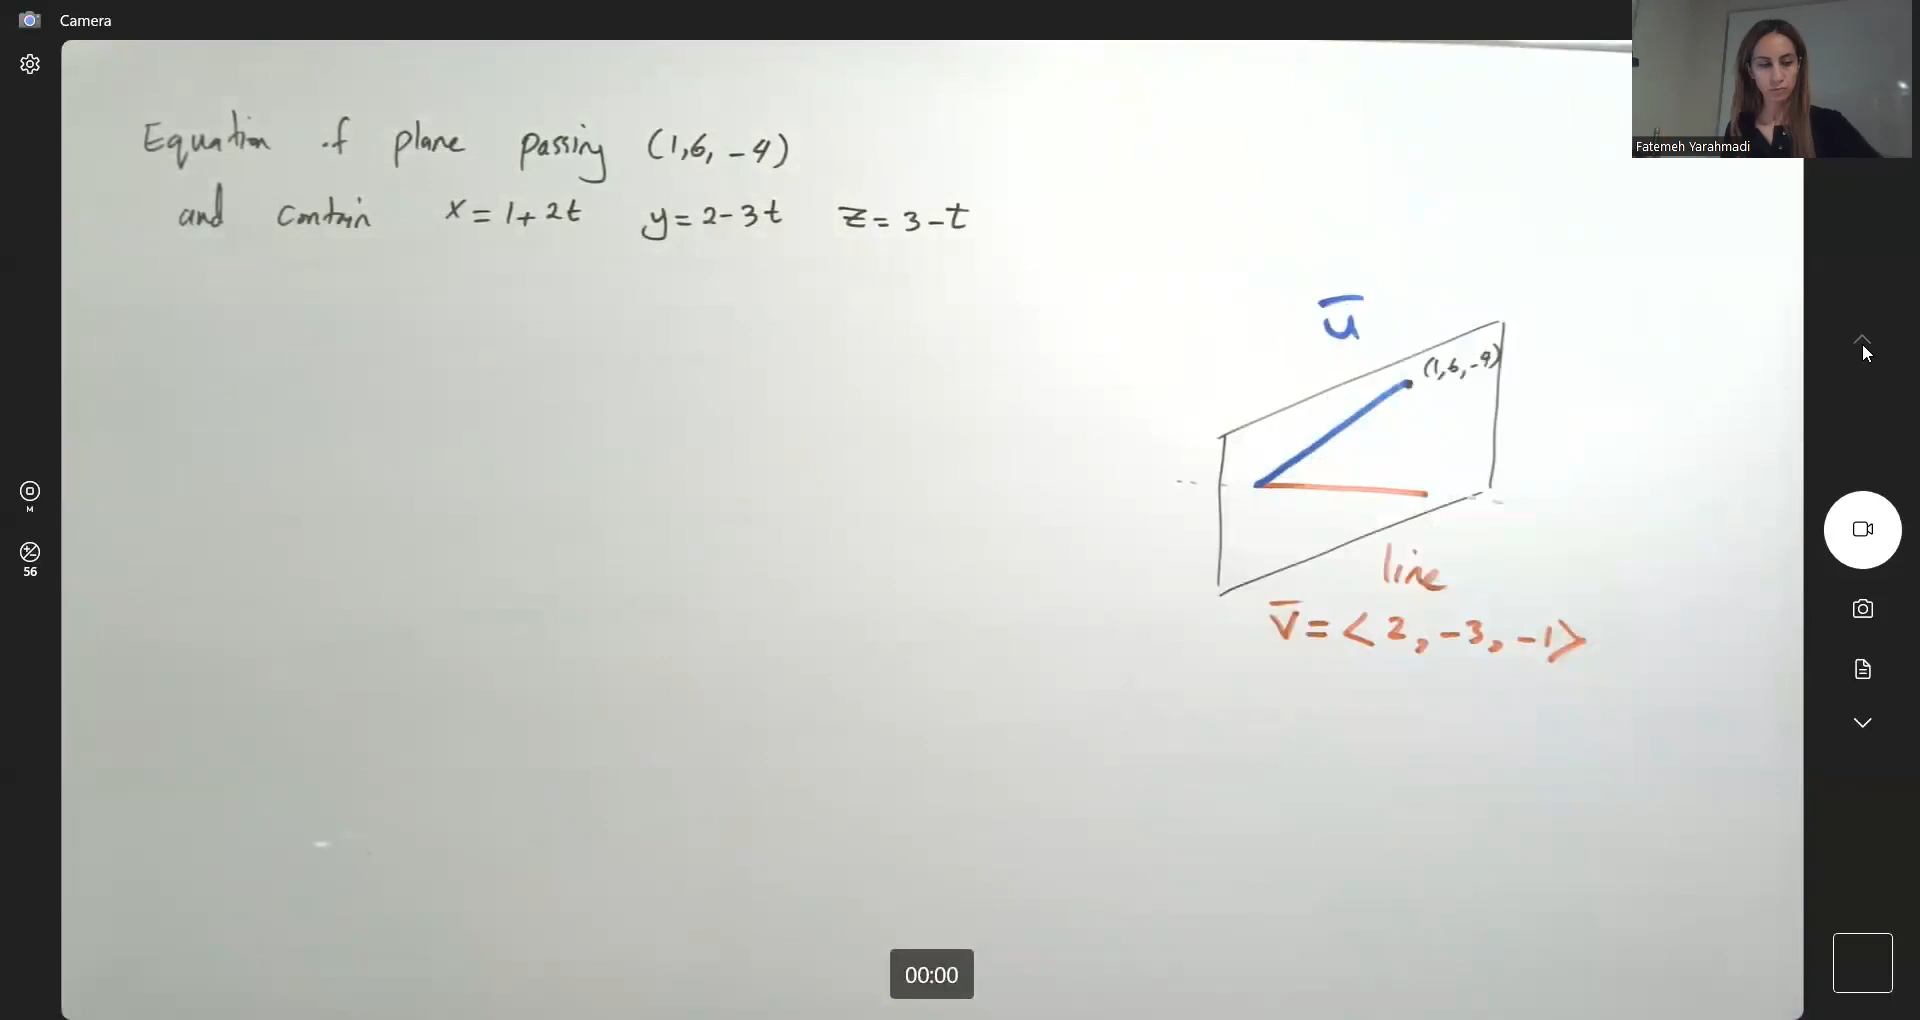 Camera
Fatemeh Yarahmadi
Equation of plane passing (1,6,-4)
and contain x=1+2t y=2-3t z=3-t
u
(1,6,-4)
line
v=<2,-3,-1>
M
56
00:00